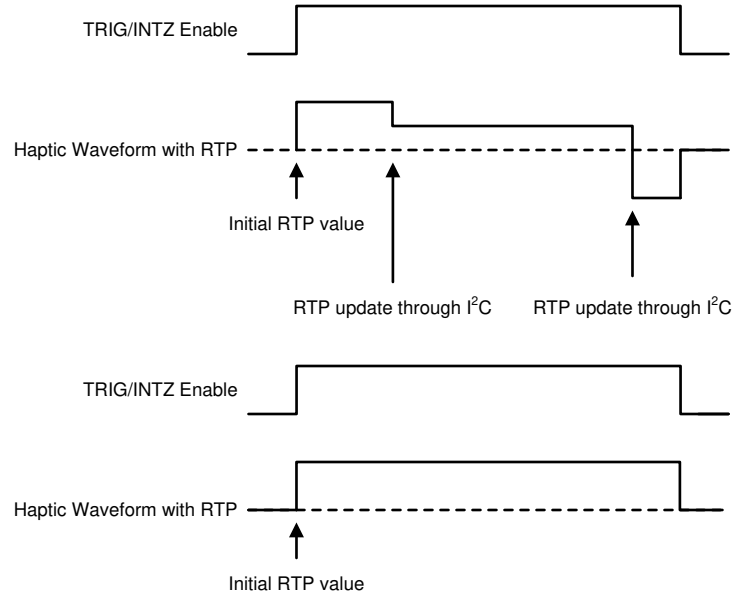 TRIG/INTZ Enable
Haptic Waveform with RTP
Initial RTP value
RTP update through I²C
RTP update through I²C
TRIG/INTZ Enable
Haptic Waveform with RTP
Initial RTP value